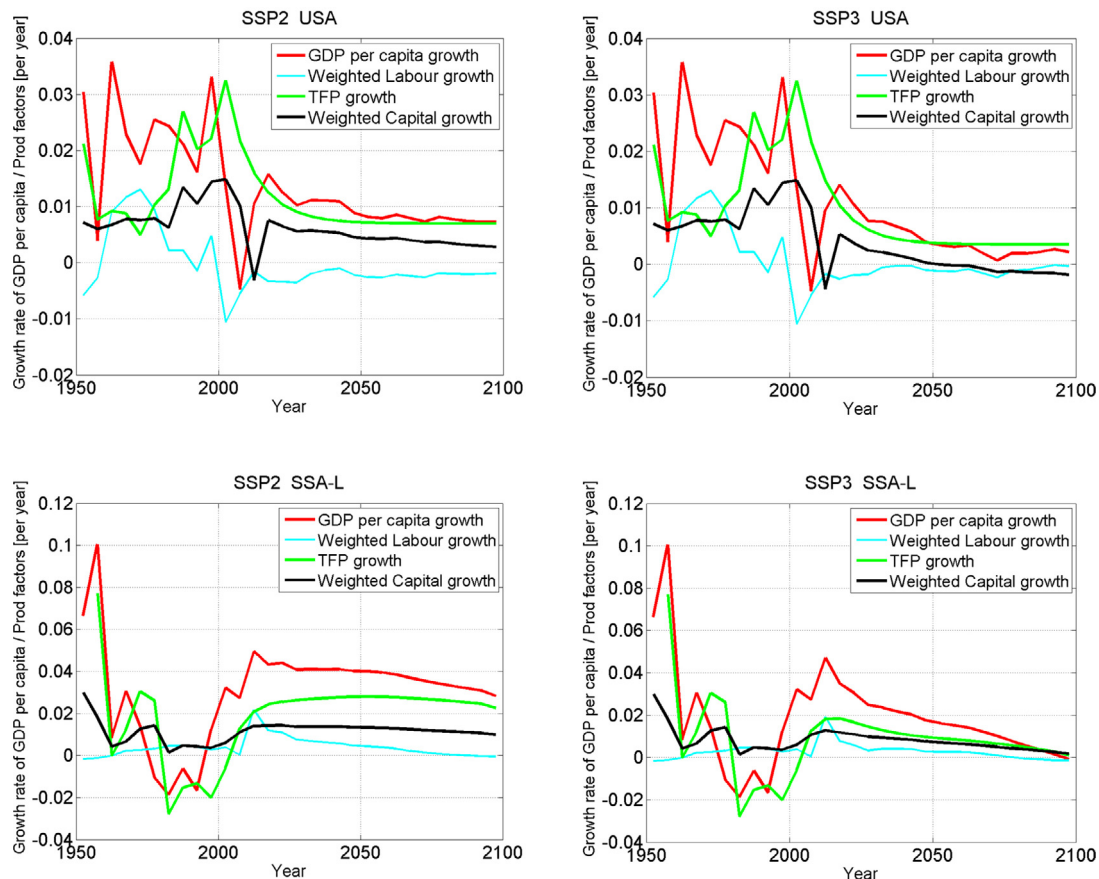 SSP2 USA
Growth rate of GDP per capita / Prod factors [per year]
0.04
0.03
0.02
0.01
0
-0.01
-0.02
GDP per capita growth
Weighted Labour growth
TFP growth
Weighted Capital growth
1950 2000 2050 2100
Year
SSP3 USA
Growth rate of GDP per capita / Prod factors [per year]
0.04
0.03
0.02
0.01
0
-0.01
-0.02
GDP per capita growth
Weighted Labour growth
TFP growth
Weighted Capital growth
1950 2000 2050 2100
Year
SSP2 SSA-L
Growth rate of GDP per capita / Prod factors [per year]
0.12
0.1
0.08
0.06
0.04
0.02
0
-0.02
-0.04
GDP per capita growth
Weighted Labour growth
TFP growth
Weighted Capital growth
1950 2000 2050 2100
Year
SSP3 SSA-L
Growth rate of GDP per capita / Prod factors [per year]
0.12
0.1
0.08
0.06
0.04
0.02
0
-0.02
-0.04
GDP per capita growth
Weighted Labour growth
TFP growth
Weighted Capital growth
1950 2000 2050 2100
Year